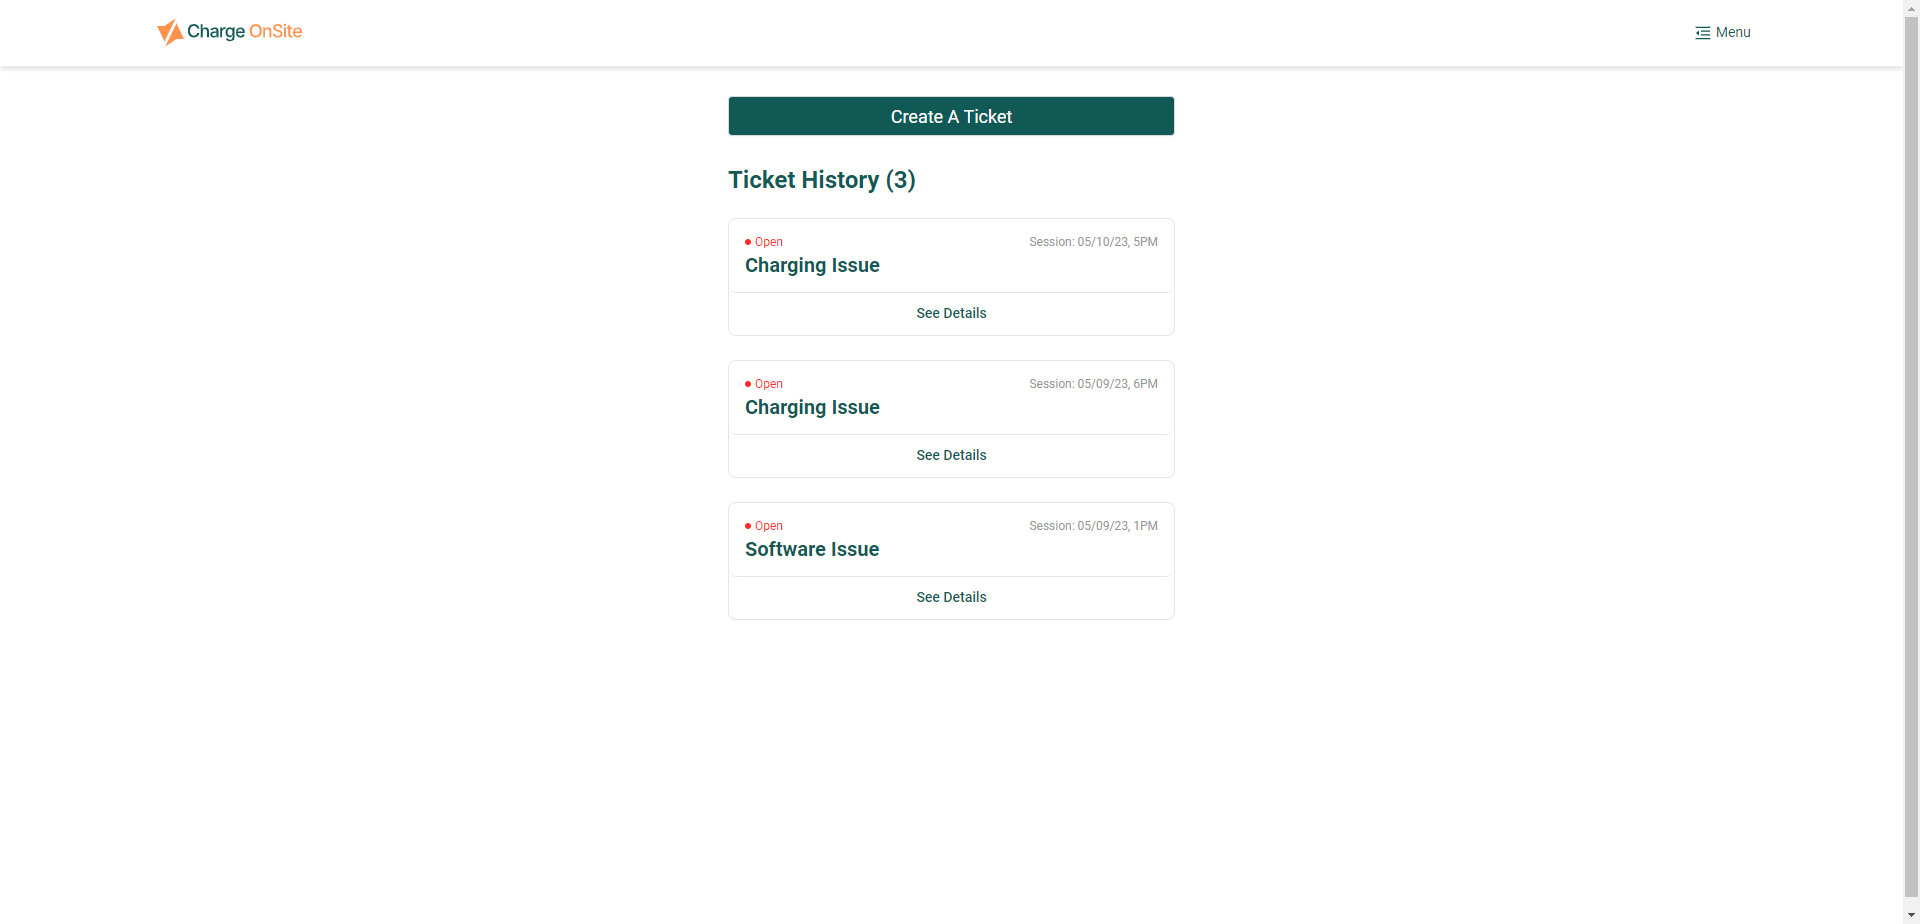 Charge OnSite
Menu
Create A Ticket
Ticket History (3)
Open
Session: 05/10/23, 5PM
Charging Issue
See Details
Open
Session: 05/09/23, 6PM
Charging Issue
See Details
Open
Session: 05/09/23, 1PM
Software Issue
See Details